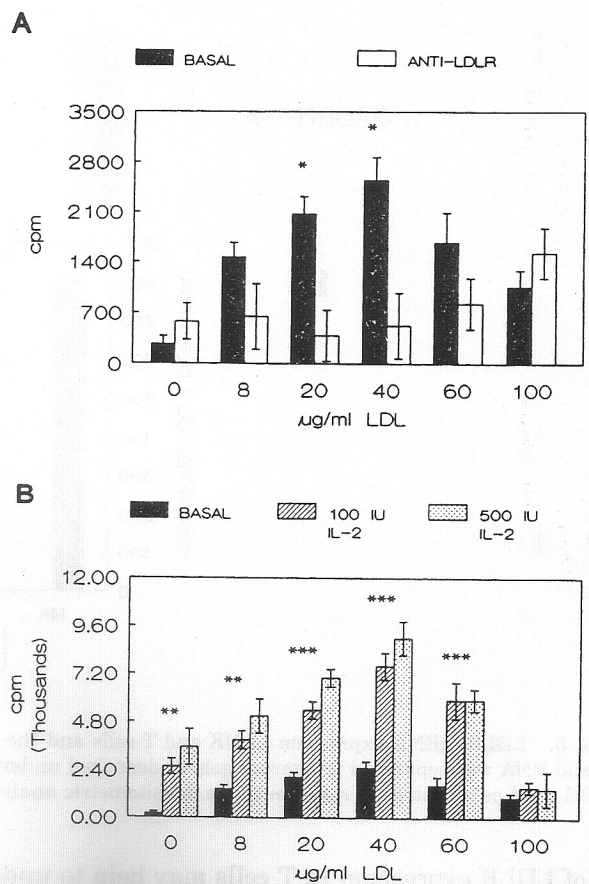 A
BASAL ANTI-LDLR
3500
2800
2100
1400
700
0
cpm
* *
0 8 20 40 60 100
µg/ml LDL
B
BASAL 100 IU IL-2 500 IU IL-2
12.00
9.60
7.20
4.80
2.40
0.00
cpm
(Thousands)
** ** *** *** ***
0 8 20 40 60 100
µg/ml LDL